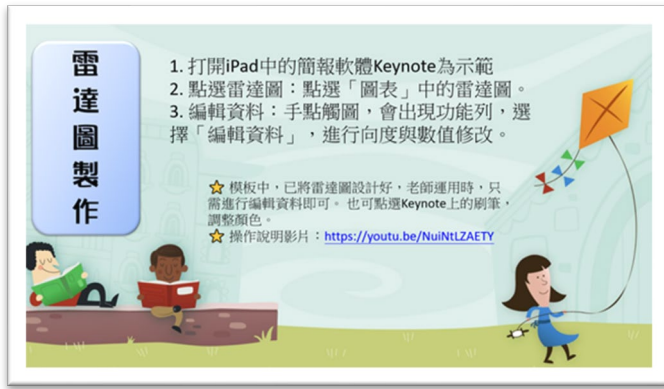 雷達圖製作
1. 打開iPad中的簡報軟體Keynote為示範
2. 點選雷達圖：點選「圖表」中的雷達圖。
3. 編輯資料：手點觸圖，會出現功能列，選
擇「編輯資料」，進行向度與數值修改。
模板中，已將雷達圖設計好，老師運用時，只
需進行編輯資料即可。也可點選Keynote上的刷筆，
調整顏色。
操作說明影片：https://youtu.be/NuiNtLZAETY